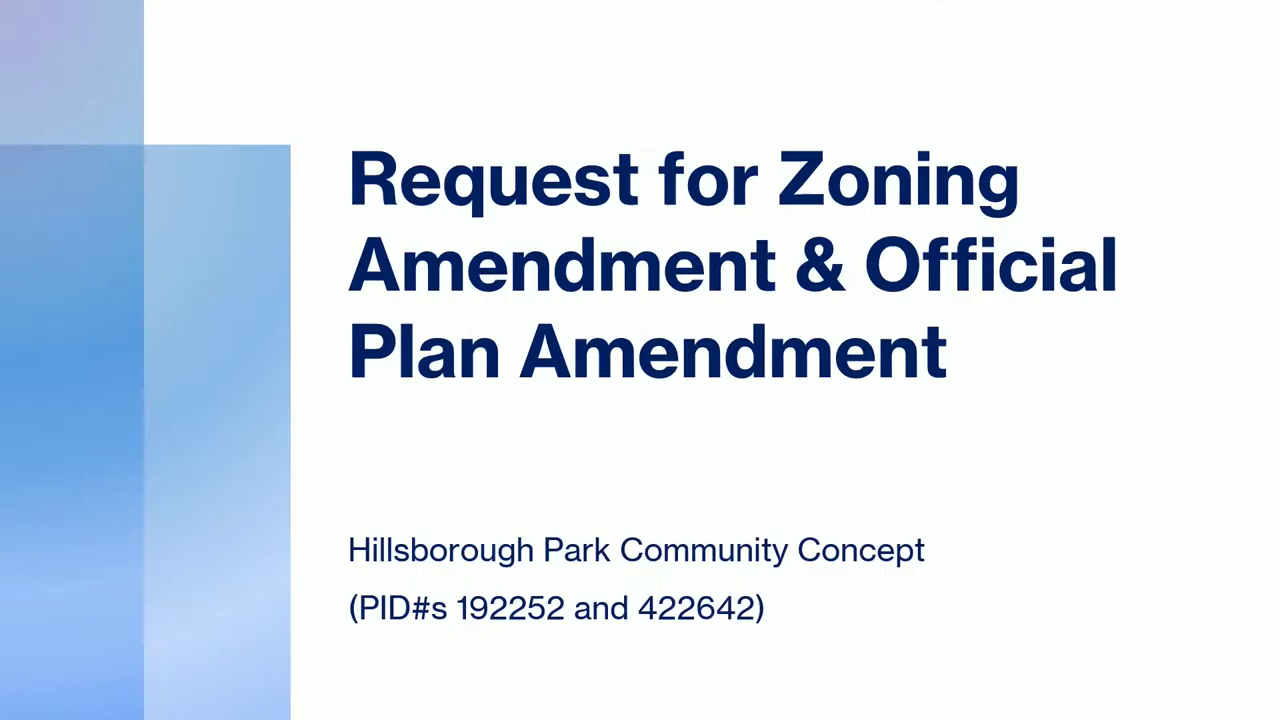 Request for Zoning
Amendment & Official
Plan Amendment
Hillsborough Park Community Concept
(PID#s 192252 and 422642)